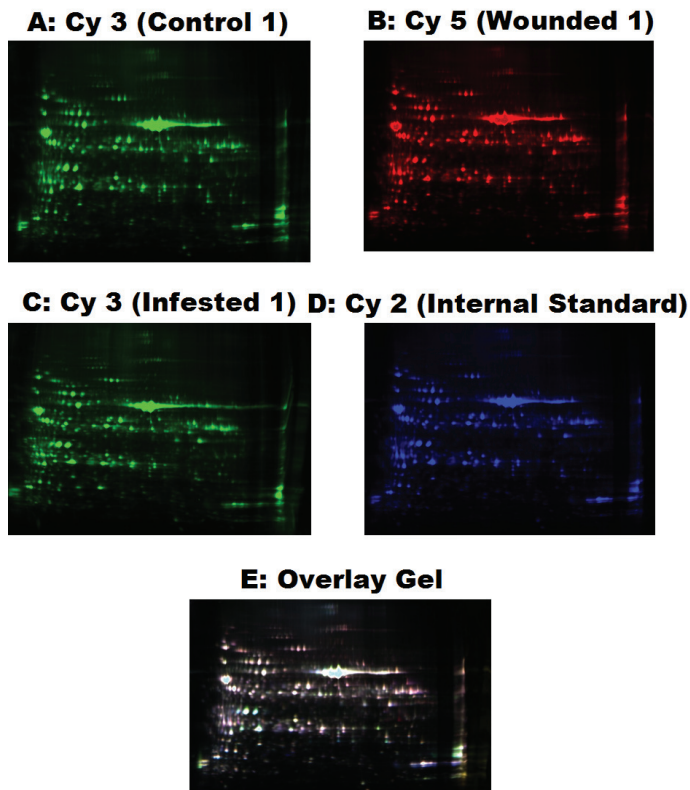 A: Cy 3 (Control 1)
B: Cy 5 (Wounded 1)
C: Cy 3 (Infested 1)
D: Cy 2 (Internal Standard)
E: Overlay Gel